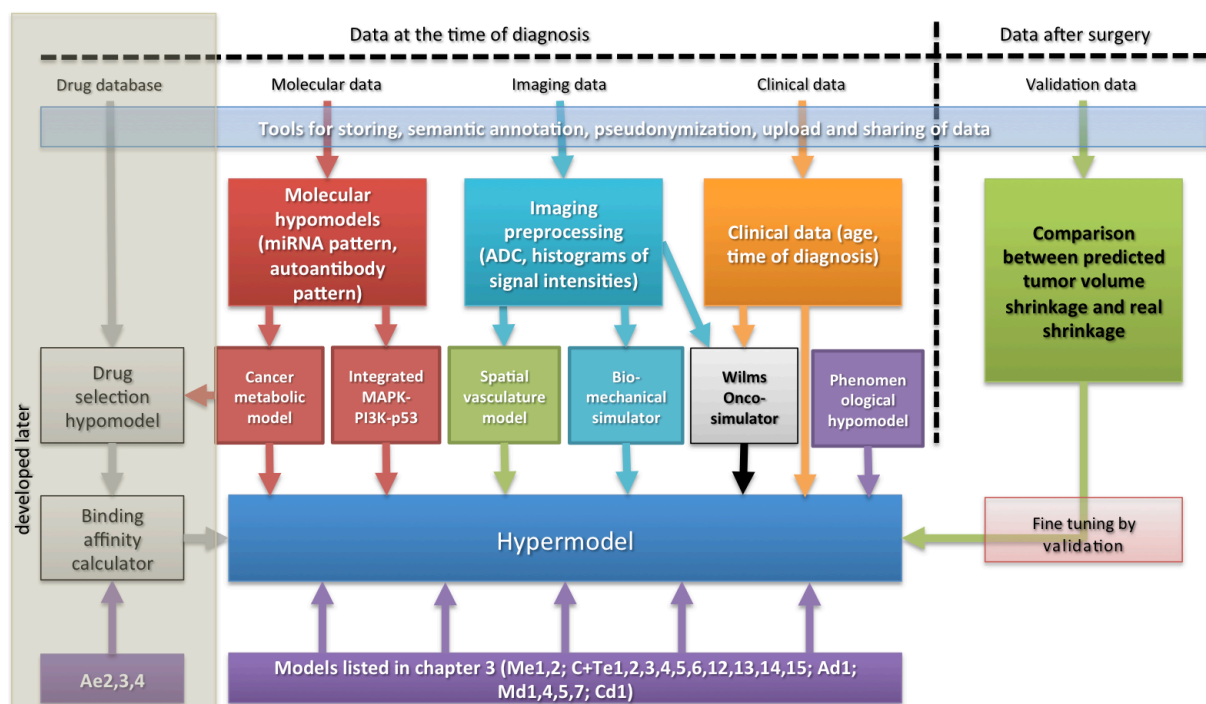 Data at the time of diagnosis
Data after surgery
Drug database
Molecular data
Imaging data
Clinical data
Validation data
Tools for storing, semantic annotation, pseudonymization, upload and sharing of data
Molecular
hypomodels
(miRNA pattern,
autoantibody
pattern)
Imaging
preprocessing
(ADC, histograms of
signal intensities)
Clinical data (age,
time of diagnosis)
Comparison
between predicted
tumor volume
shrinkage and real
shrinkage
Drug
selection
hypomodel
Cancer
metabolic
model
Integrated
MAPK-
PI3K-p53
Spatial
vasculature
model
Bio-
mechanical
simulator
Wilms
Onco-
simulator
Phenomen
ological
hypomodel
developed later
Binding
affinity
calculator
Hypermodel
Fine tuning by
validation
Ae2,3,4
Models listed in chapter 3 (Me1,2; C+Te1,2,3,4,5,6,12,13,14,15; Ad1;
Md1,4,5,7; Cd1)